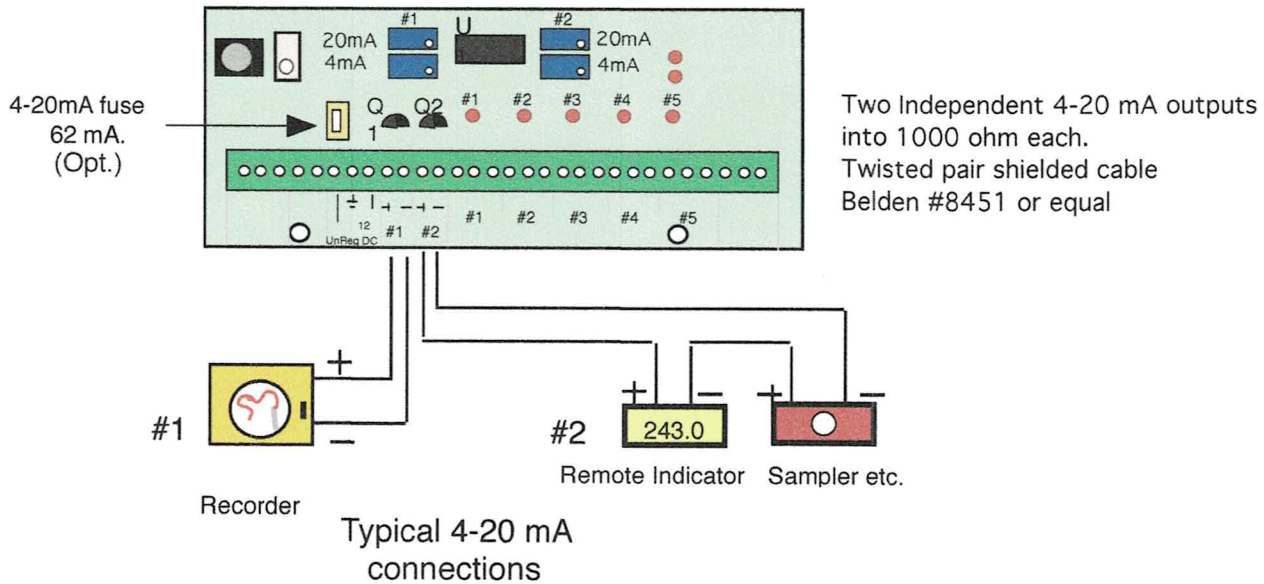 #1
U
#2
20mA
4mA
20mA
4mA
4-20mA fuse
62 mA.
(Opt.)
Q
1
Q2
#1
#2
#3
#4
#5
Two Independent 4-20 mA outputs
into 1000 ohm each.
Twisted pair shielded cable
Belden #8451 or equal
12
UnReg DC
+ - + -
#1
#2
#1
#2
#3
#4
#5
+
#1
-
Recorder
+ -
+ -
#2
243.0
Remote Indicator
Sampler etc.
Typical 4-20 mA
connections